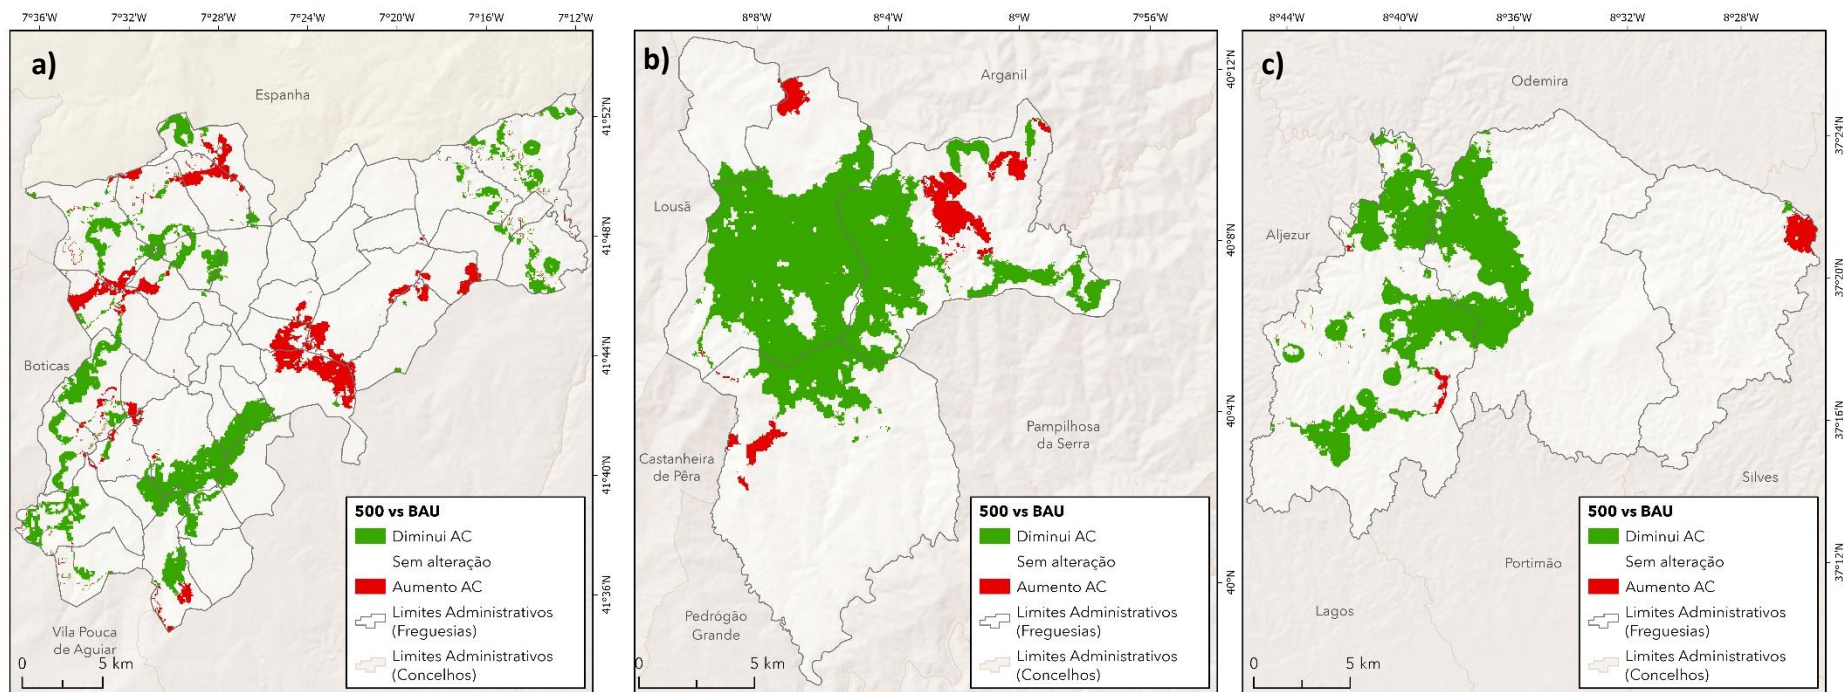 7°36'W
7°32'W
7°28'W
7°24'W
7°20'W
7°16'W
7°12'W
a)
Espanha
Boticas
Vila Pouca
de Aguiar
41°52'N
41°48'N
41°44'N
41°40'N
41°36'N
0
5 km
500 vs BAU
Diminui AC
Sem alteração
Aumento AC
Limites Administrativos
(Freguesias)
Limites Administrativos
(Concelhos)
8°8'W
8°4'W
8°W
7°56'W
b)
Arganil
Lousã
Castanheira
de Pêra
Pampilhosa
da Serra
Pedrógão
Grande
40°12'N
40°8'N
40°4'N
40°N
0
5 km
500 vs BAU
Diminui AC
Sem alteração
Aumento AC
Limites Administrativos
(Freguesias)
Limites Administrativos
(Concelhos)
8°44'W
8°40'W
8°36'W
8°32'W
8°28'W
c)
Odemira
Aljezur
Silves
Portimão
Lagos
37°24'N
37°20'N
37°16'N
37°12'N
0
5 km
500 vs BAU
Diminui AC
Sem alteração
Aumento AC
Limites Administrativos
(Freguesias)
Limites Administrativos
(Concelhos)